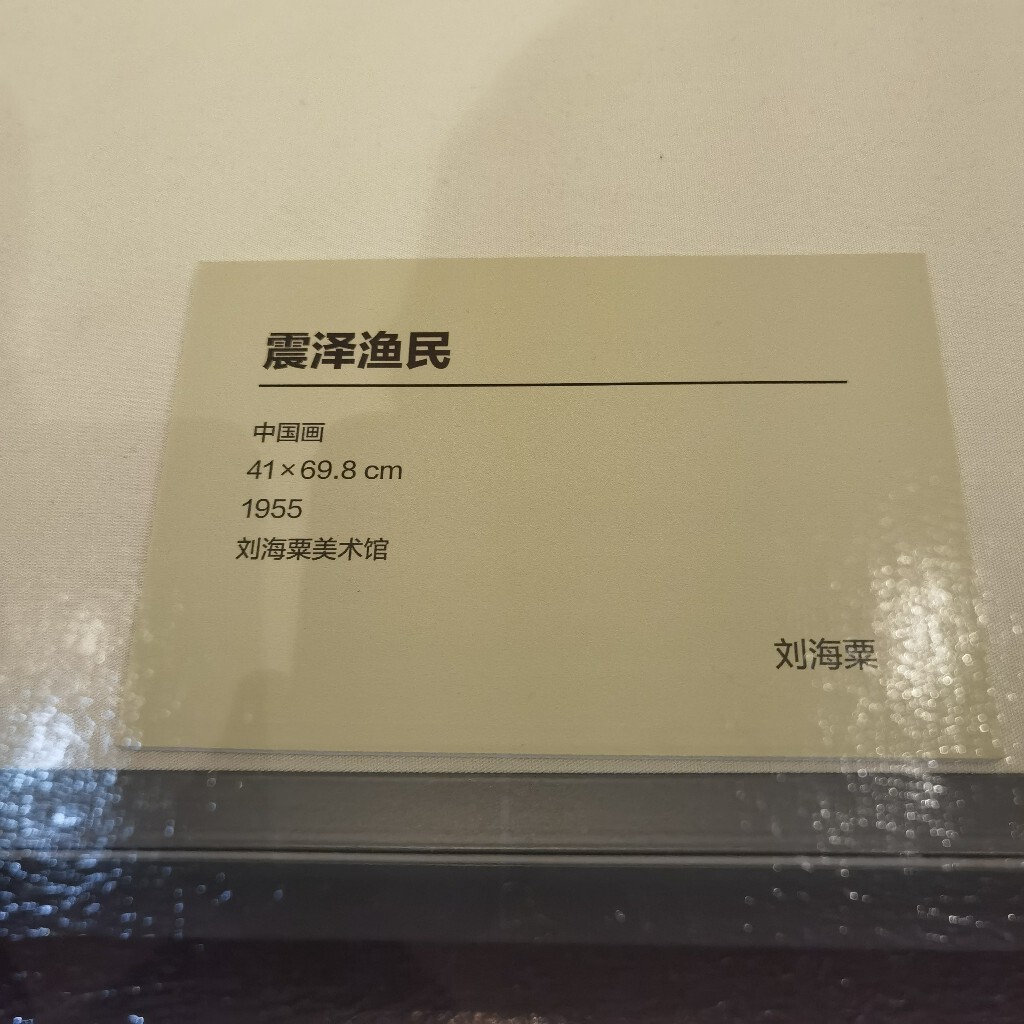 震泽渔民
中国画
41×69.8 cm
1955
刘海粟美术馆
刘海粟